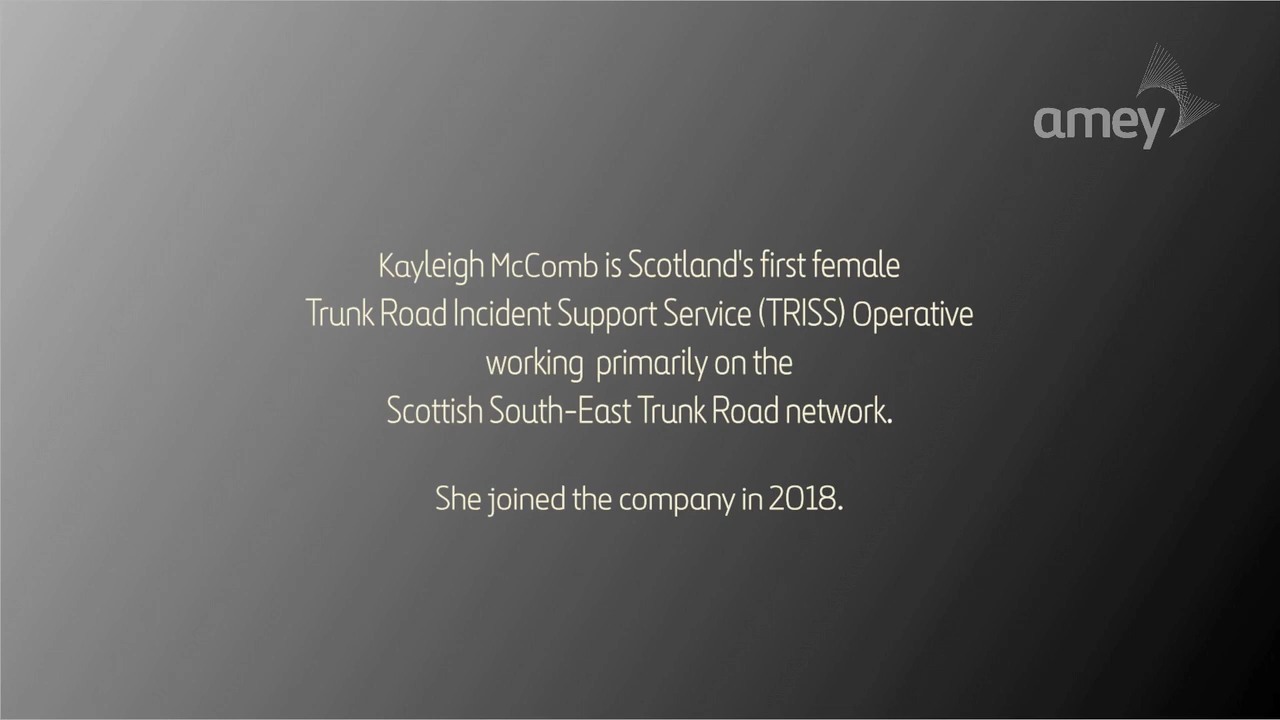 amey
Kayleigh McComb is Scotland's first female
Trunk Road Incident Support Service (TRISS) Operative
working  primarily on the
Scottish South-East Trunk Road network.
She joined the company in 2018.